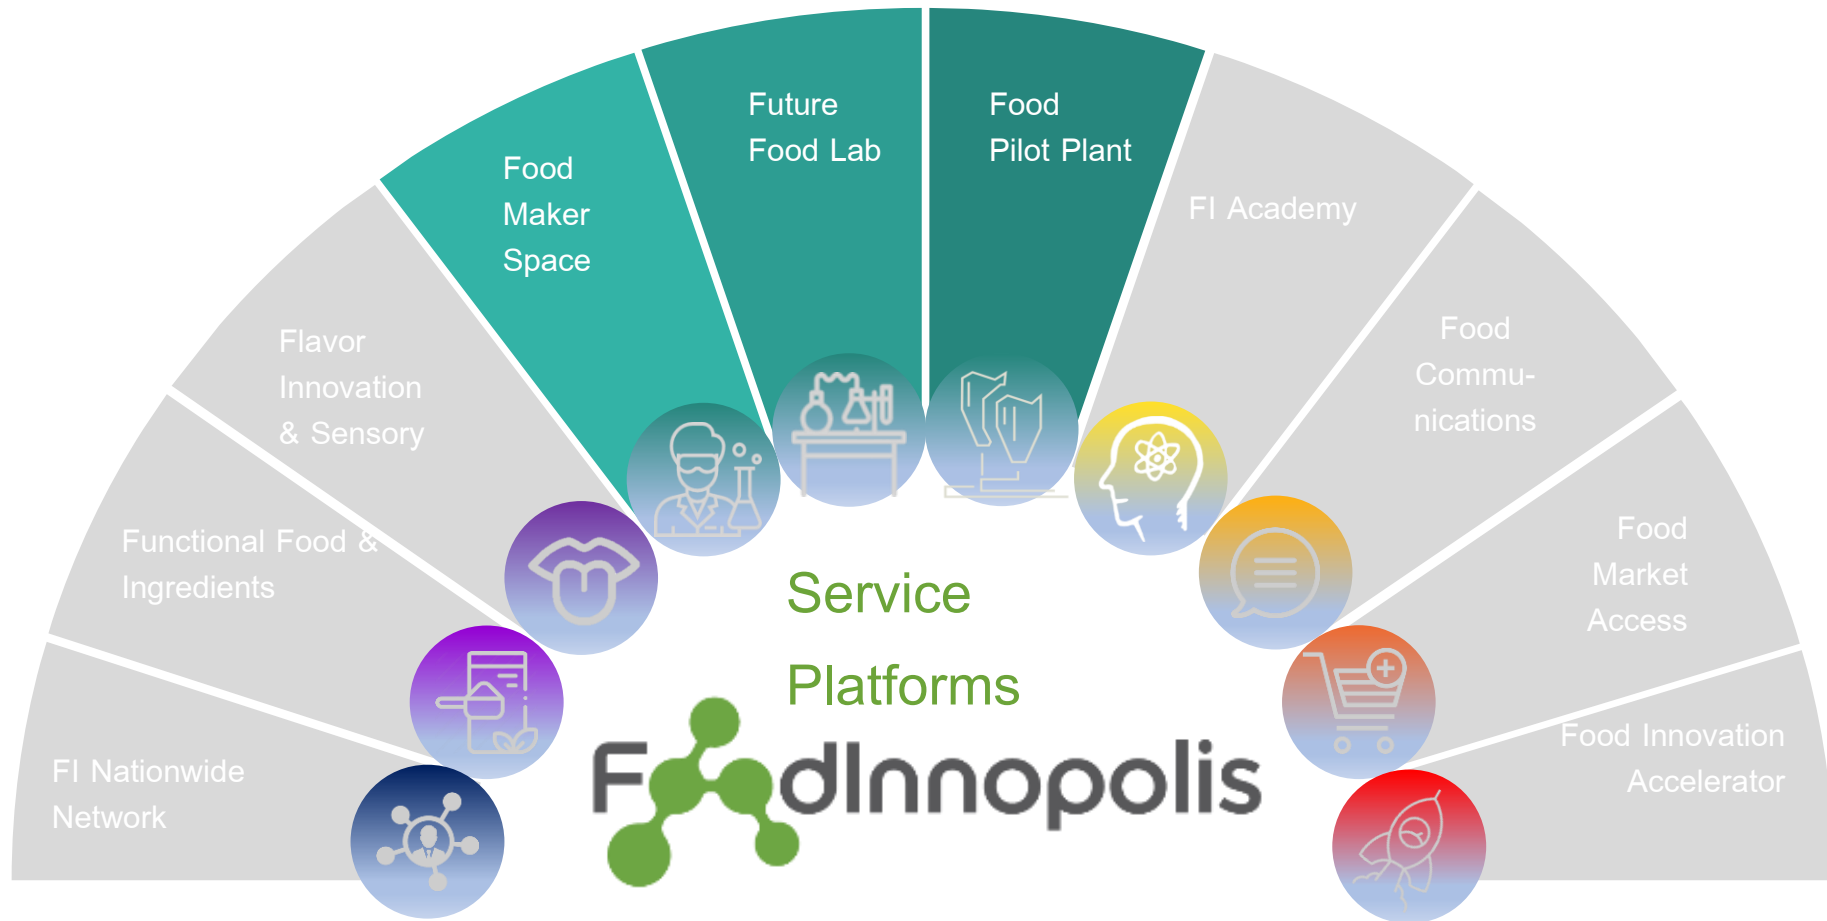 FI Nationwide
Network
Functional Food &
Ingredients
Flavor
Innovation
& Sensory
Food
Maker
Space
Future
Food Lab
Food
Pilot Plant
FI Academy
Food
Commu-
nications
Food
Market
Access
Food Innovation
Accelerator
Service
Platforms
FoodInnopolis